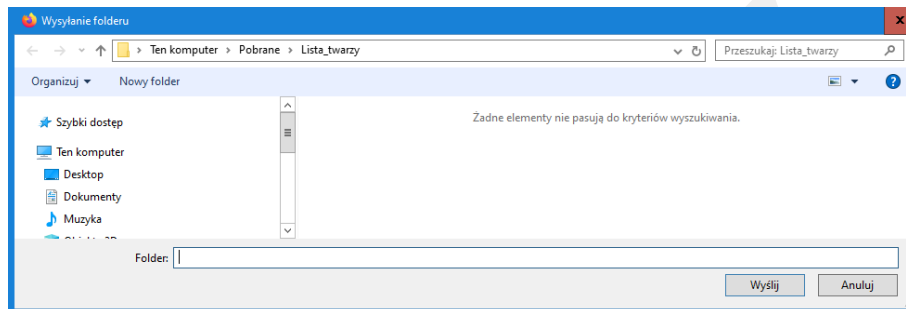 Wysyłanie folderu
Ten komputer > Pobrane > Lista_twarzy
Przeszukaj: Lista_twarzy
Organizuj
Nowy folder
Szybki dostęp
Żadne elementy nie pasują do kryteriów wyszukiwania.
Ten komputer
Desktop
Dokumenty
Muzyka
Folder:
Wyślij
Anuluj